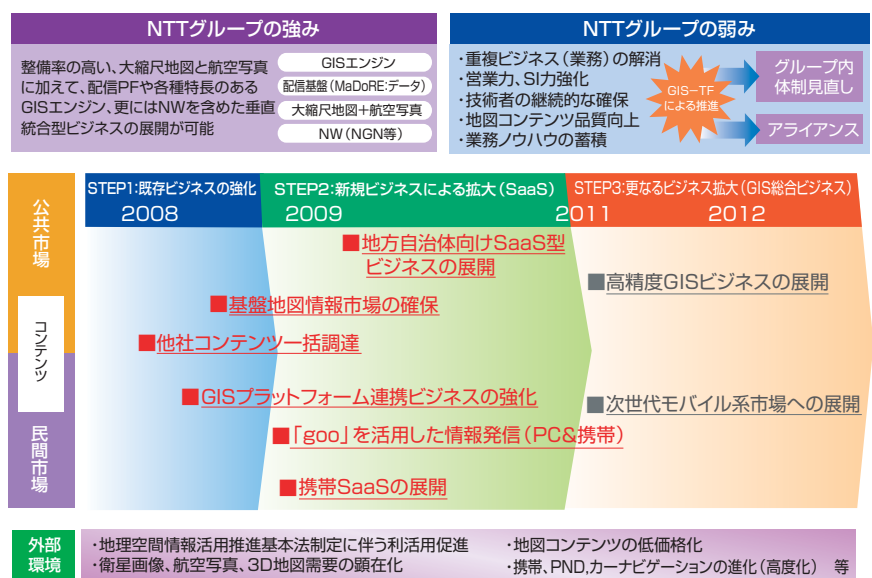 NTTグループの強み
整備率の高い、大縮尺地図と航空写真
に加えて、配信PFや各種特長のある
GISエンジン、更にはNWを含めた垂直
統合型ビジネスの展開が可能
GISエンジン
配信基盤(MaDoRE:データ)
大縮尺地図+航空写真
NW(NGN等)
NTTグループの弱み
・重複ビジネス(業務)の解消
・営業力、SI力強化
・技術者の継続的な確保
・地図コンテンツ品質向上
・業務ノウハウの蓄積
GIS-TF
による推進
グループ内
体制見直し
アライアンス
公共市場
コンテンツ
民間市場
STEP1:既存ビジネスの強化
2008
STEP2:新規ビジネスによる拡大(SaaS)
2009
STEP3:更なるビジネス拡大(GIS総合ビジネス)
2011
2012
■地方自治体向けSaaS型
ビジネスの展開
■高精度GISビジネスの展開
■基盤地図情報市場の確保
■他社コンテンツ一括調達
■GISプラットフォーム連携ビジネスの強化
■次世代モバイル系市場への展開
■「goo」を活用した情報発信(PC&携帯)
■携帯SaaSの展開
外部
環境
・地理空間情報活用推進基本法制定に伴う利活用促進
・衛星画像、航空写真、3D地図需要の顕在化
・地図コンテンツの低価格化
・携帯、PND,カーナビゲーションの進化(高度化) 等